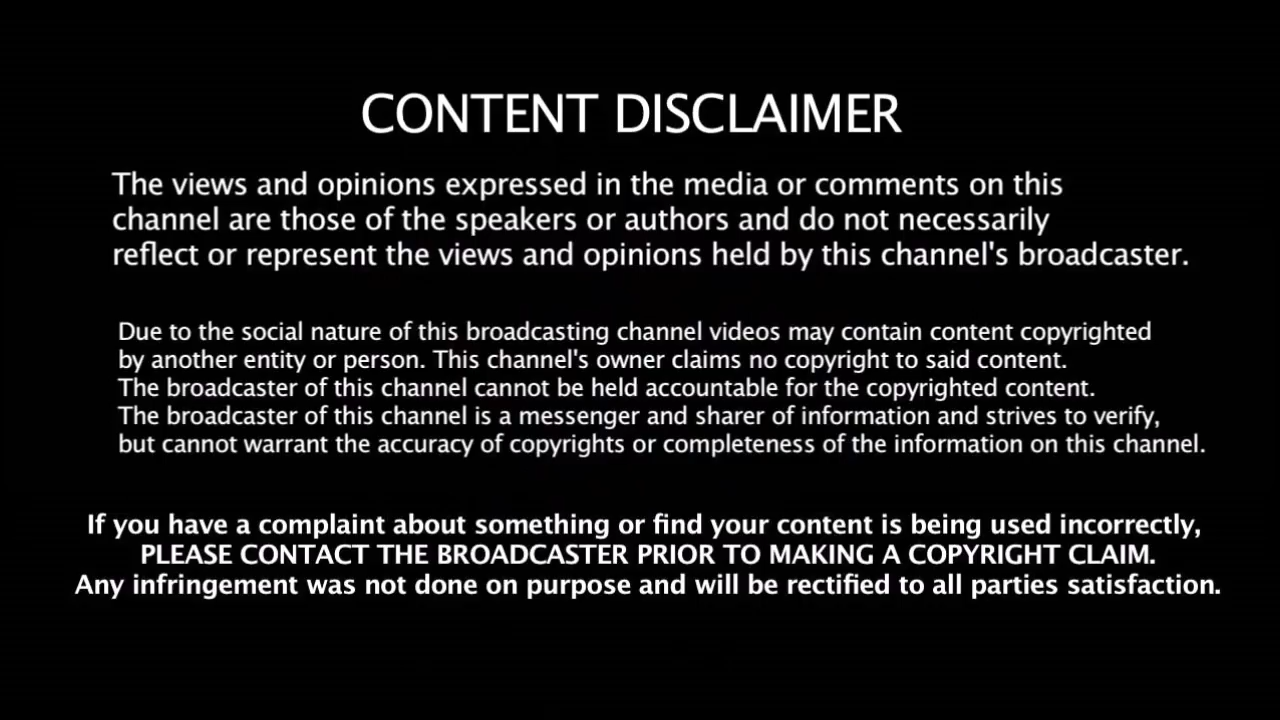 CONTENT DISCLAIMER
The views and opinions expressed in the media or comments on this
channel are those of the speakers or authors and do not necessarily
reflect or represent the views and opinions held by this channel's broadcaster.
Due to the social nature of this broadcasting channel videos may contain content copyrighted
by another entity or person. This channel's owner claims no copyright to said content.
The broadcaster of this channel cannot be held accountable for the copyrighted content.
The broadcaster of this channel is a messenger and sharer of information and strives to verify,
but cannot warrant the accuracy of copyrights or completeness of the information on this channel.
If you have a complaint about something or find your content is being used incorrectly,
PLEASE CONTACT THE BROADCASTER PRIOR TO MAKING A COPYRIGHT CLAIM.
Any infringement was not done on purpose and will be rectified to all parties satisfaction.